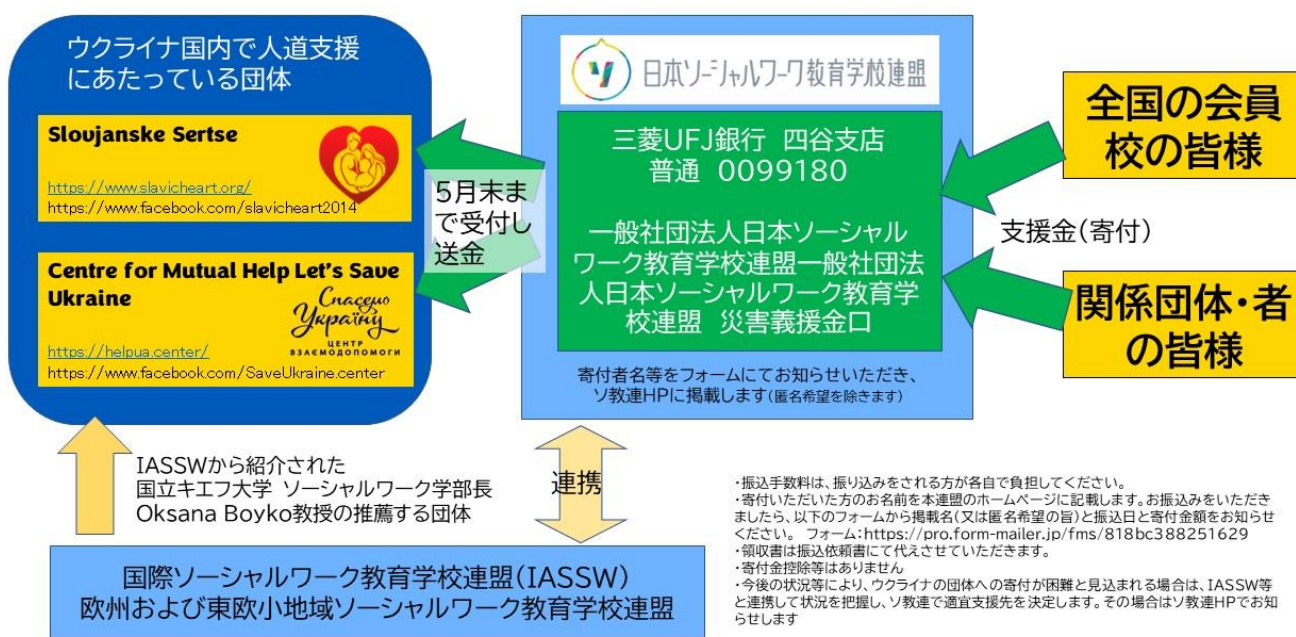 ウクライナ国内で人道支援
にあたっている団体
Slovjanske Sertse
https://www.slavicheart.org/
https://www.facebook.com/slavicheart2014
Centre for Mutual Help Let's Save
Ukraine
Спасемо
Україну
ЦЕНТР
ВЗАЄМОДОПОМОГИ
https://helpua.center/
https://www.facebook.com/SaveUkraine.center
5月末ま
で受付し
送金
ソ
日本ソーシャルワーク教育学校連盟
三菱UFJ銀行 四谷支店
普通 0099180
一般社団法人日本ソーシャル
ワーク教育学校連盟一般社団法
人日本ソーシャルワーク教育学
校連盟 災害義援金口
寄付者名等をフォームにてお知らせいただき、
ソ教連HPに掲載します(匿名希望を除きます)
全国の会員
校の皆様
支援金(寄付)
関係団体・者
の皆様
IASSWから紹介された
国立キエフ大学 ソーシャルワーク学部長
Oksana Boyko教授の推薦する団体
連携
国際ソーシャルワーク教育学校連盟(IASSW)
欧州および東欧小地域ソーシャルワーク教育学校連盟
・振込手数料は、振り込みをされる方が各自で負担してください。
・寄付いただいた方のお名前を本連盟のホームページに記載します。お振込みをいただき
ましたら、以下のフォームから掲載名(又は匿名希望の旨)と振込日と寄付金額をお知らせ
ください。 フォーム:https://pro.form-mailer.jp/fms/818bc388251629
・領収書は振込依頼書にて代えさせていただきます。
・寄付金控除等はありません
・今後の状況等により、ウクライナの団体への寄付が困難と見込まれる場合は、IASSW等
と連携して状況を把握し、ソ教連で適宜支援先を決定します。その場合はソ教連HPでお知
らせします